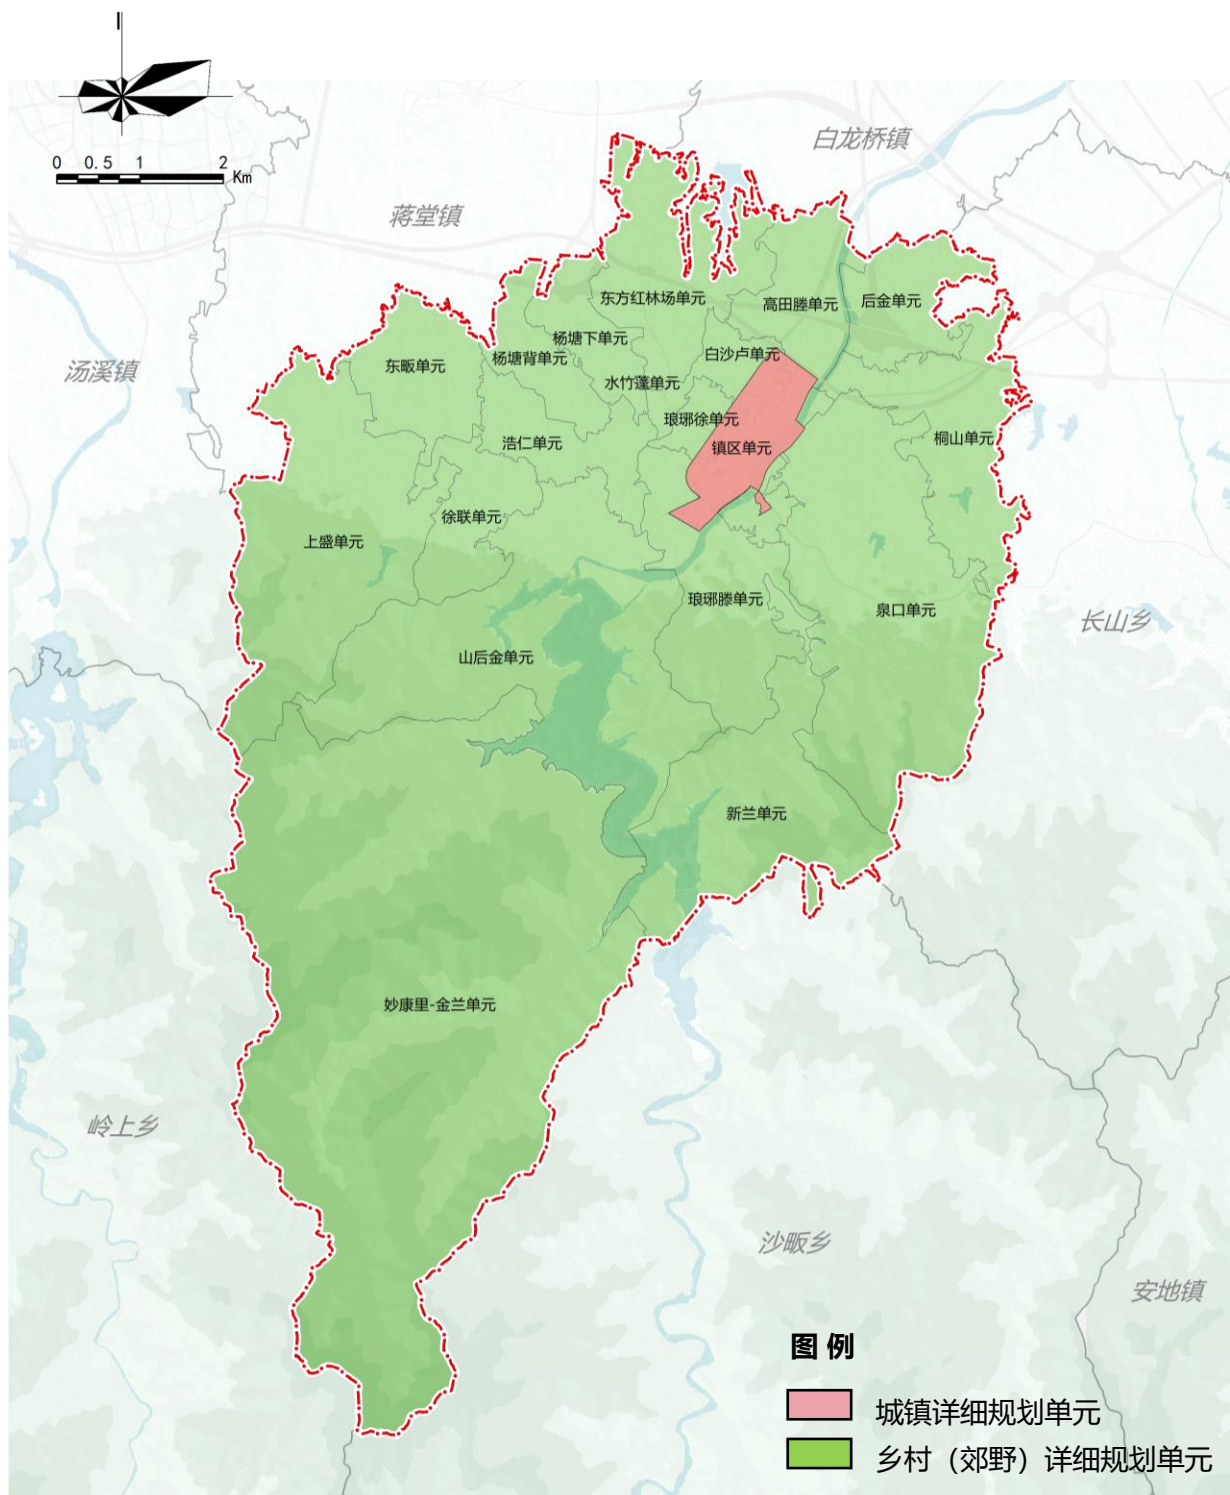 0 0.5 1 2 Km
白龙桥镇
蒋堂镇
汤溪镇
东方红林场单元
高田塍单元
后金单元
杨塘下单元
杨塘背单元
白沙卢单元
东畈单元
水竹蓬单元
琅琊徐单元
桐山单元
浩仁单元
镇区单元
徐联单元
上盛单元
琅琊滕单元
泉口单元
长山乡
山后金单元
新兰单元
妙康里-金兰单元
岭上乡
沙畈乡
安地镇
图 例
城镇详细规划单元
乡村（郊野）详细规划单元